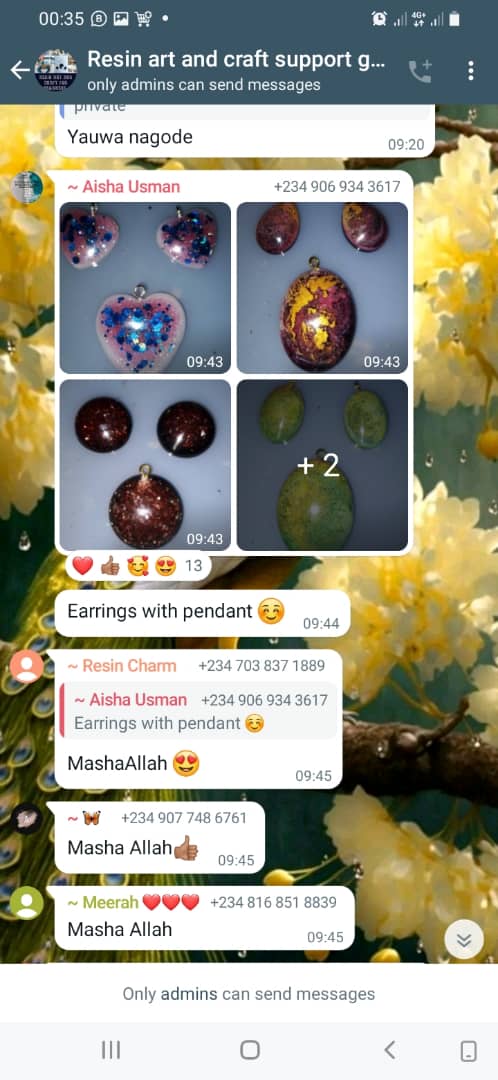 00:35
4G+
Resin art and craft support g...
only admins can send messages
private
Yauwa nagode
09:20
~ Aisha Usman +234 906 934 3617
09:43
09:43
09:43
+ 2
❤️ 👍🏽 🥰 😍 13
Earrings with pendant ☺️
09:44
~ Resin Charm +234 703 837 1889
~ Aisha Usman +234 906 934 3617
Earrings with pendant ☺️
MashaAllah 😍
09:45
~ 🦋 +234 907 748 6761
Masha Allah👍🏽
09:45
~ Meerah ❤️❤️❤️ +234 816 851 8839
Masha Allah
09:45
Only admins can send messages